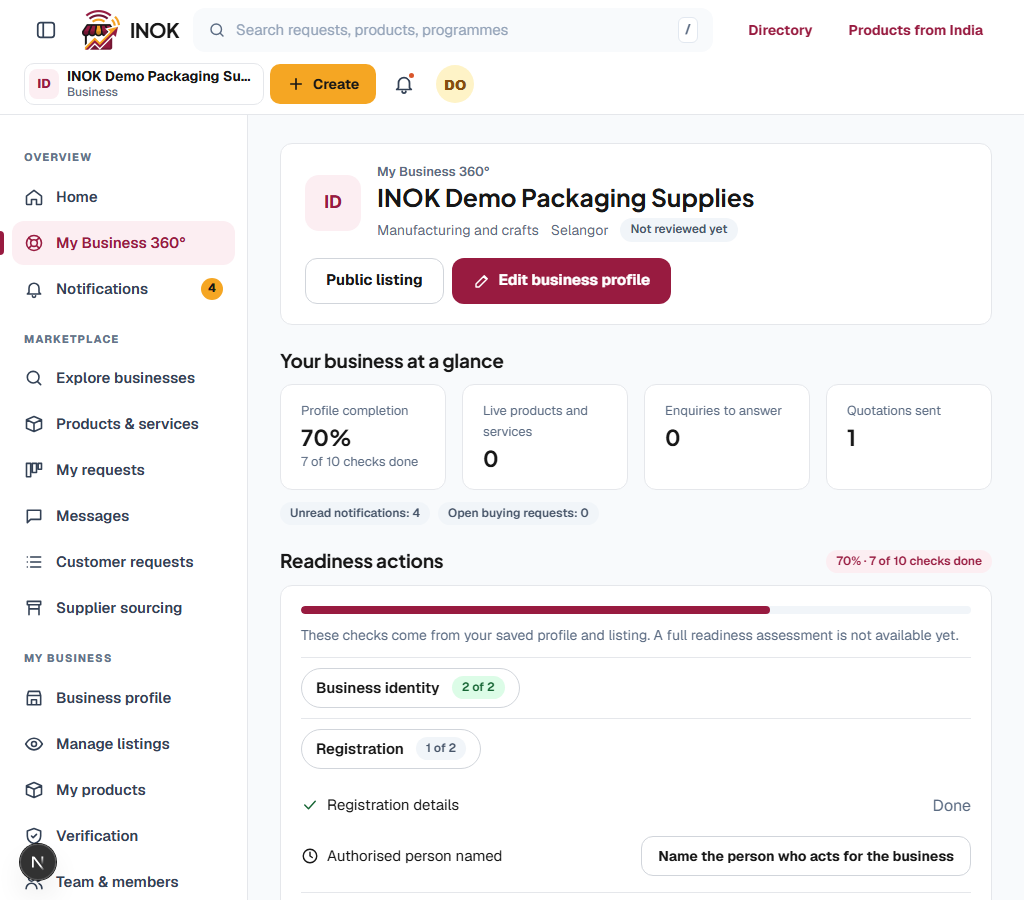 INOK
Search requests, products, programmes
/
Directory
Products from India
ID
INOK Demo Packaging Su...
Business
Create
DO
OVERVIEW
Home
My Business 360°
Notifications
4
MARKETPLACE
Explore businesses
Products & services
My requests
Messages
Customer requests
Supplier sourcing
MY BUSINESS
Business profile
Manage listings
My products
Verification
N
Team & members
ID
My Business 360°
INOK Demo Packaging Supplies
Manufacturing and crafts Selangor Not reviewed yet
Public listing
Edit business profile
Your business at a glance
Profile completion
70%
7 of 10 checks done
Live products and
services
0
Enquiries to answer
0
Quotations sent
1
Unread notifications: 4
Open buying requests: 0
Readiness actions
70% · 7 of 10 checks done
These checks come from your saved profile and listing. A full readiness assessment is not available yet.
Business identity 2 of 2
Registration 1 of 2
Registration details
Done
Authorised person named
Name the person who acts for the business